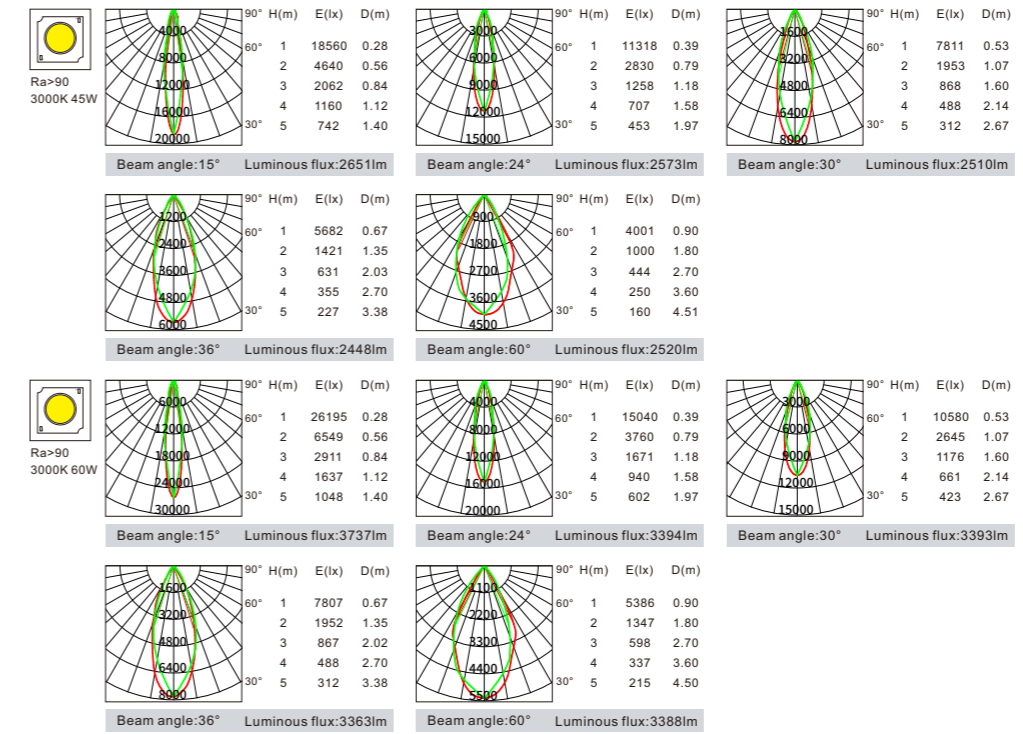 Ra>90
3000K 45W
4000
8000
12000
16000
20000
90° H(m) E(lx) D(m)
60° 1 18560 0.28
2 4640 0.56
3 2062 0.84
4 1160 1.12
30° 5 742 1.40
Beam angle:15° Luminous flux:2651lm
3000
6000
9000
12000
15000
90° H(m) E(lx) D(m)
60° 1 11318 0.39
2 2830 0.79
3 1258 1.18
4 707 1.58
30° 5 453 1.97
Beam angle:24° Luminous flux:2573lm
1600
3200
4800
6400
8000
90° H(m) E(lx) D(m)
60° 1 7811 0.53
2 1953 1.07
3 868 1.60
4 488 2.14
30° 5 312 2.67
Beam angle:30° Luminous flux:2510lm
1200
2400
3600
4800
6000
90° H(m) E(lx) D(m)
60° 1 5682 0.67
2 1421 1.35
3 631 2.03
4 355 2.70
30° 5 227 3.38
Beam angle:36° Luminous flux:2448lm
900
1800
2700
3600
4500
90° H(m) E(lx) D(m)
60° 1 4001 0.90
2 1000 1.80
3 444 2.70
4 250 3.60
30° 5 160 4.51
Beam angle:60° Luminous flux:2520lm
Ra>90
3000K 60W
6000
12000
18000
24000
30000
90° H(m) E(lx) D(m)
60° 1 26195 0.28
2 6549 0.56
3 2911 0.84
4 1637 1.12
30° 5 1048 1.40
Beam angle:15° Luminous flux:3737lm
4000
8000
12000
16000
20000
90° H(m) E(lx) D(m)
60° 1 15040 0.39
2 3760 0.79
3 1671 1.18
4 940 1.58
30° 5 602 1.97
Beam angle:24° Luminous flux:3394lm
3000
6000
9000
12000
15000
90° H(m) E(lx) D(m)
60° 1 10580 0.53
2 2645 1.07
3 1176 1.60
4 661 2.14
30° 5 423 2.67
Beam angle:30° Luminous flux:3393lm
1600
3200
4800
6400
8000
90° H(m) E(lx) D(m)
60° 1 7807 0.67
2 1952 1.35
3 867 2.02
4 488 2.70
30° 5 312 3.38
Beam angle:36° Luminous flux:3363lm
1100
2200
3300
4400
5500
90° H(m) E(lx) D(m)
60° 1 5386 0.90
2 1347 1.80
3 598 2.70
4 337 3.60
30° 5 215 4.50
Beam angle:60° Luminous flux:3388lm